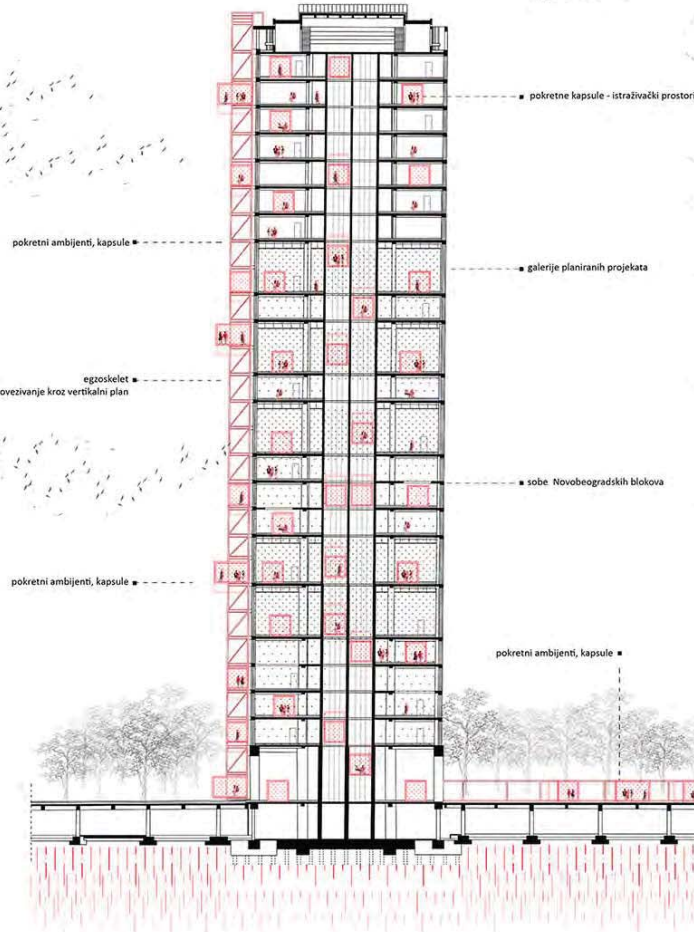 pokretne kapsule - istraživački prostori
pokretni ambijenti, kapsule
galerije planiranih projekata
egzoskelet
ovezivanje kroz vertikalni plan
sobe Novobeogradskih blokova
pokretni ambijenti, kapsule
pokretni ambijenti, kapsule